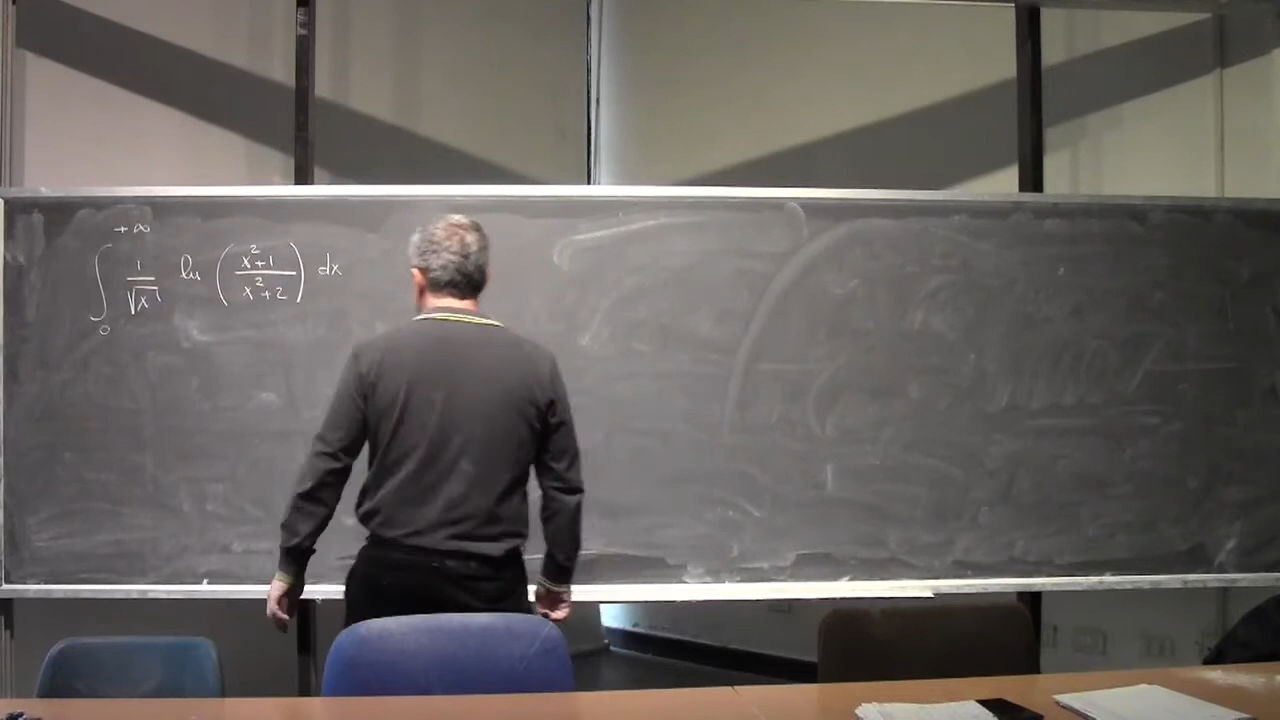 ∫₀^{+∞} 1/√x ln ( (x²+1)/(x²+2) ) dx